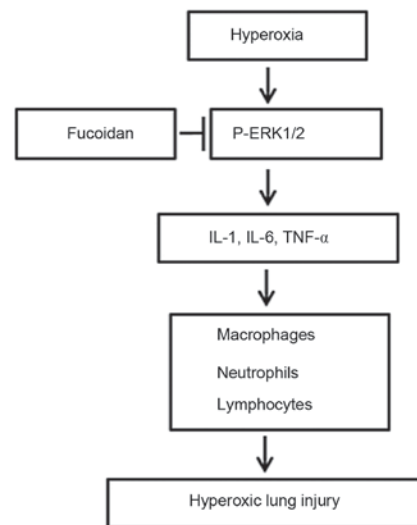 Hyperoxia
Fucoidan
P-ERK1/2
IL-1, IL-6, TNF-α
Macrophages
Neutrophils
Lymphocytes
Hyperoxic lung injury